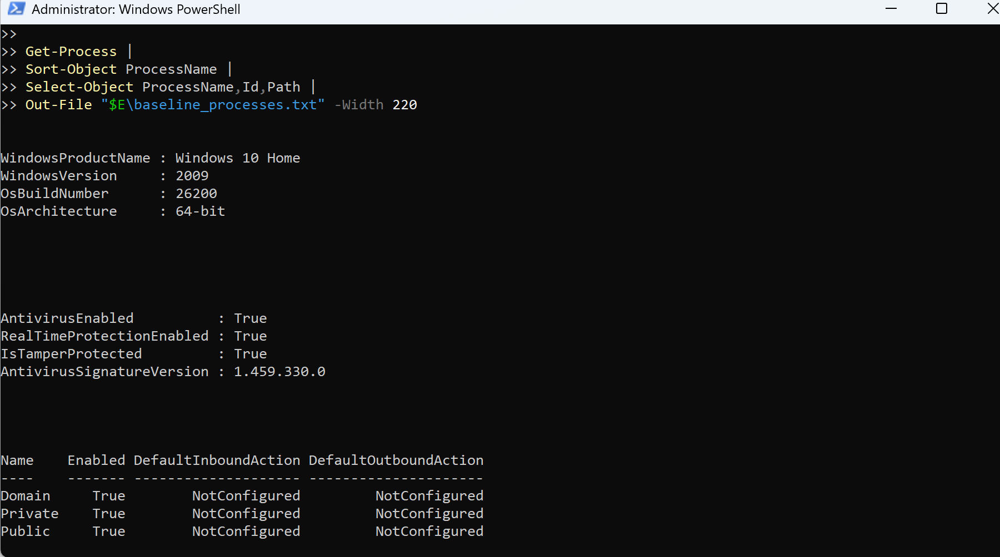 Administrator: Windows PowerShell
>>
>> Get-Process |
>> Sort-Object ProcessName |
>> Select-Object ProcessName,Id,Path |
>> Out-File "$E\baseline_processes.txt" -Width 220
WindowsProductName : Windows 10 Home
WindowsVersion     : 2009
OsBuildNumber      : 26200
OsArchitecture     : 64-bit
AntivirusEnabled          : True
RealTimeProtectionEnabled : True
IsTamperProtected         : True
AntivirusSignatureVersion : 1.459.330.0
Name    Enabled DefaultInboundAction DefaultOutboundAction
----    ------- -------------------- ---------------------
Domain     True        NotConfigured         NotConfigured
Private    True        NotConfigured         NotConfigured
Public     True        NotConfigured         NotConfigured